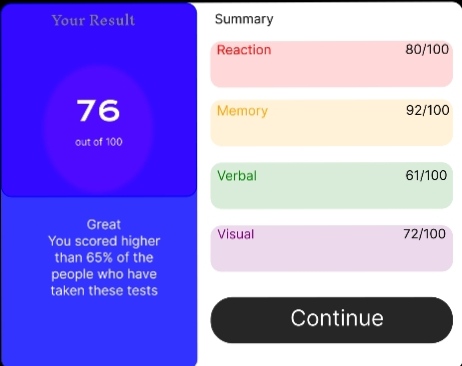 Your Result
76
out of 100
Great
You scored higher
than 65% of the
people who have
taken these tests
Summary
Reaction 80/100
Memory 92/100
Verbal 61/100
Visual 72/100
Continue